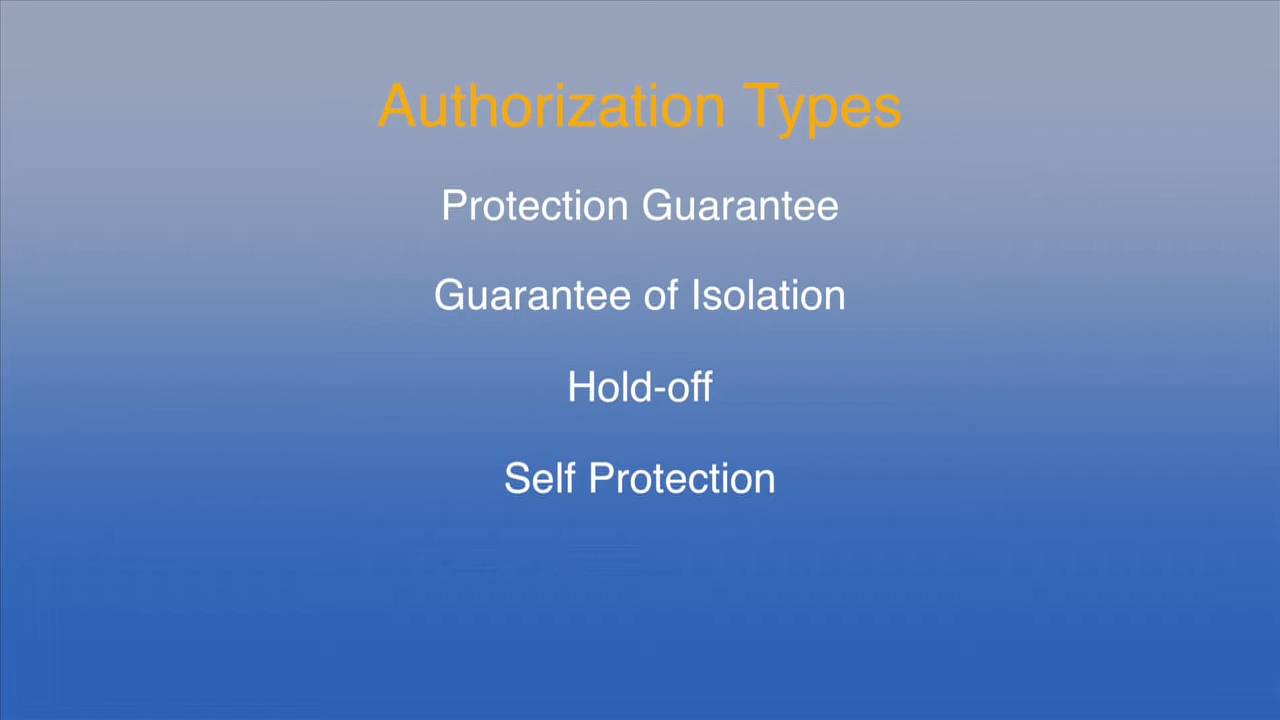 Authorization Types
Protection Guarantee
Guarantee of Isolation
Hold-off
Self Protection